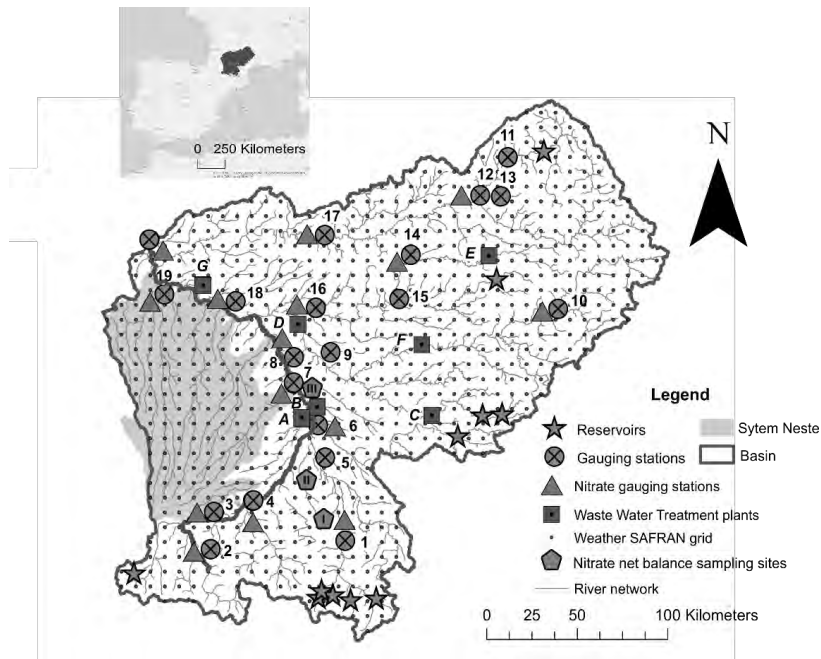 0 250 Kilometers
N
11
12 13
17
14
E
G
19
18
16
15
10
D
F
8
9
7
III
B
A
C
6
5
II
3
4
I
2
1
Legend
Reservoirs
Sytem Neste
Gauging stations
Basin
Nitrate gauging stations
Waste Water Treatment plants
Weather SAFRAN grid
Nitrate net balance sampling sites
River network
0 25 50 100 Kilometers